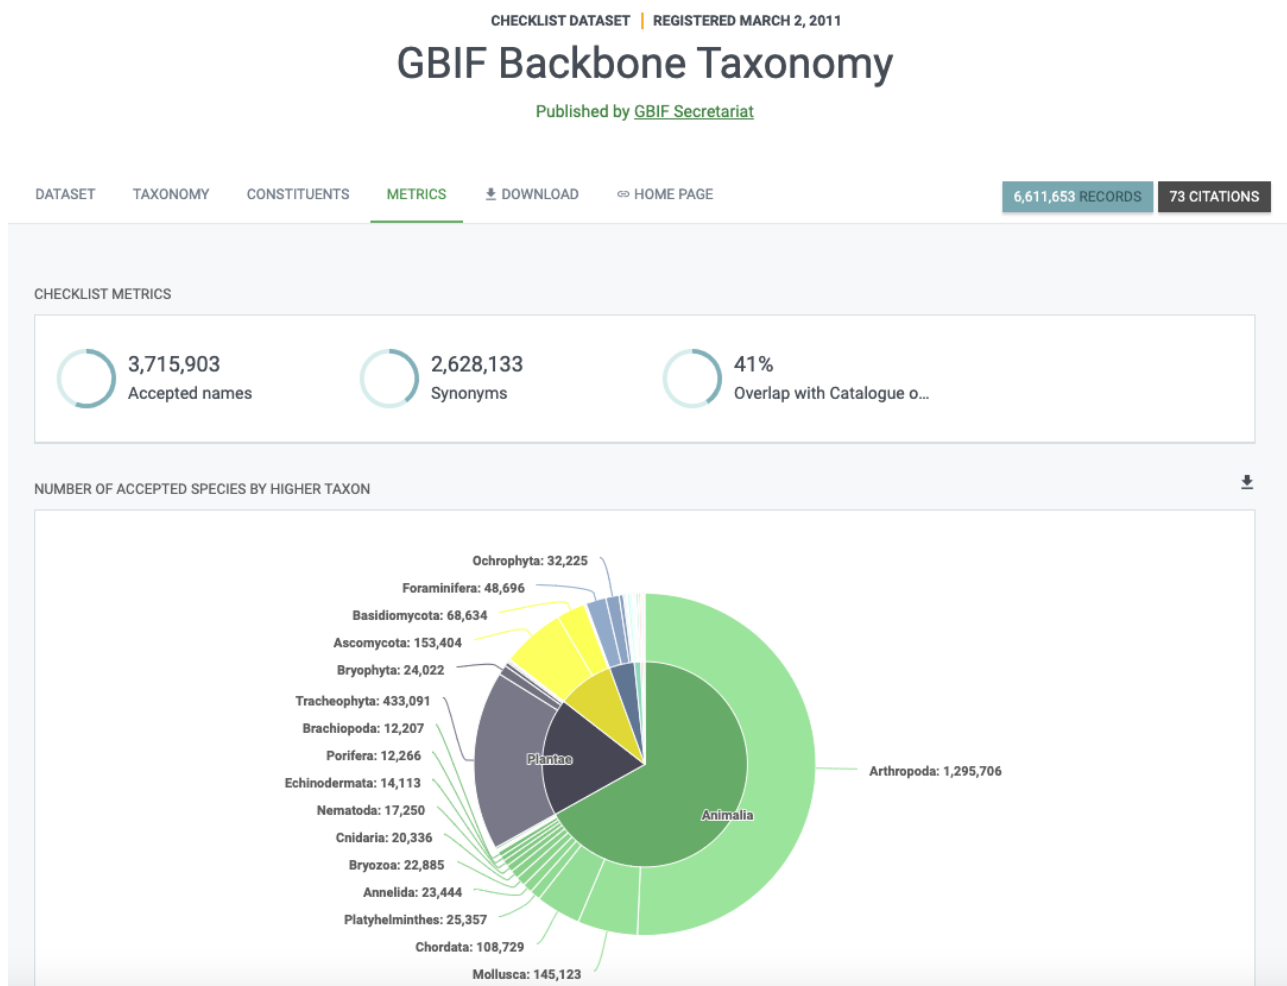 CHECKLIST DATASET | REGISTERED MARCH 2, 2011
GBIF Backbone Taxonomy
Published by GBIF Secretariat
DATASET TAXONOMY CONSTITUENTS METRICS DOWNLOAD HOME PAGE 6,611,653 RECORDS 73 CITATIONS
CHECKLIST METRICS
3,715,903
Accepted names
2,628,133
Synonyms
41%
Overlap with Catalogue o...
NUMBER OF ACCEPTED SPECIES BY HIGHER TAXON
Ochrophyta: 32,225
Foraminifera: 48,696
Basidiomycota: 68,634
Ascomycota: 153,404
Bryophyta: 24,022
Tracheophyta: 433,091
Brachiopoda: 12,207
Porifera: 12,266
Echinodermata: 14,113
Nematoda: 17,250
Cnidaria: 20,336
Bryozoa: 22,885
Annelida: 23,444
Platyhelminthes: 25,357
Chordata: 108,729
Mollusca: 145,123
Plantae
Animalia
Arthropoda: 1,295,706